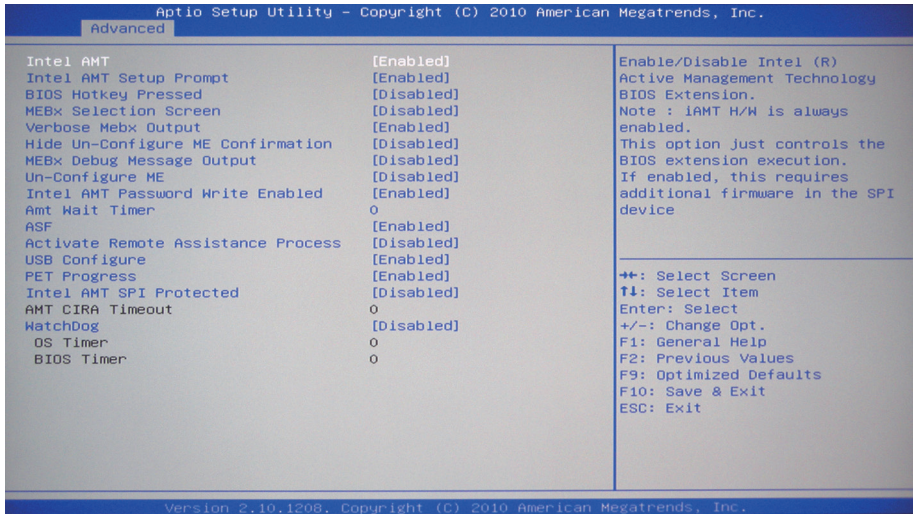 Aptio Setup Utility – Copyright (C) 2010 American Megatrends, Inc.
Advanced
Intel AMT [Enabled]
Intel AMT Setup Prompt [Enabled]
BIOS Hotkey Pressed [Disabled]
MEBx Selection Screen [Disabled]
Verbose Mebx Output [Enabled]
Hide Un-Configure ME Confirmation [Disabled]
MEBx Debug Message Output [Disabled]
Un-Configure ME [Disabled]
Intel AMT Password Write Enabled [Enabled]
Amt Wait Timer 0
ASF [Enabled]
Activate Remote Assistance Process [Disabled]
USB Configure [Enabled]
PET Progress [Enabled]
Intel AMT SPI Protected [Disabled]
AMT CIRA Timeout 0
WatchDog [Disabled]
OS Timer 0
BIOS Timer 0
Enable/Disable Intel (R)
Active Management Technology
BIOS Extension.
Note : iAMT H/W is always
enabled.
This option just controls the
BIOS extension execution.
If enabled, this requires
additional firmware in the SPI
device
→←: Select Screen
↑↓: Select Item
Enter: Select
+/-: Change Opt.
F1: General Help
F2: Previous Values
F9: Optimized Defaults
F10: Save & Exit
ESC: Exit
Version 2.10.1208. Copyright (C) 2010 American Megatrends, Inc.